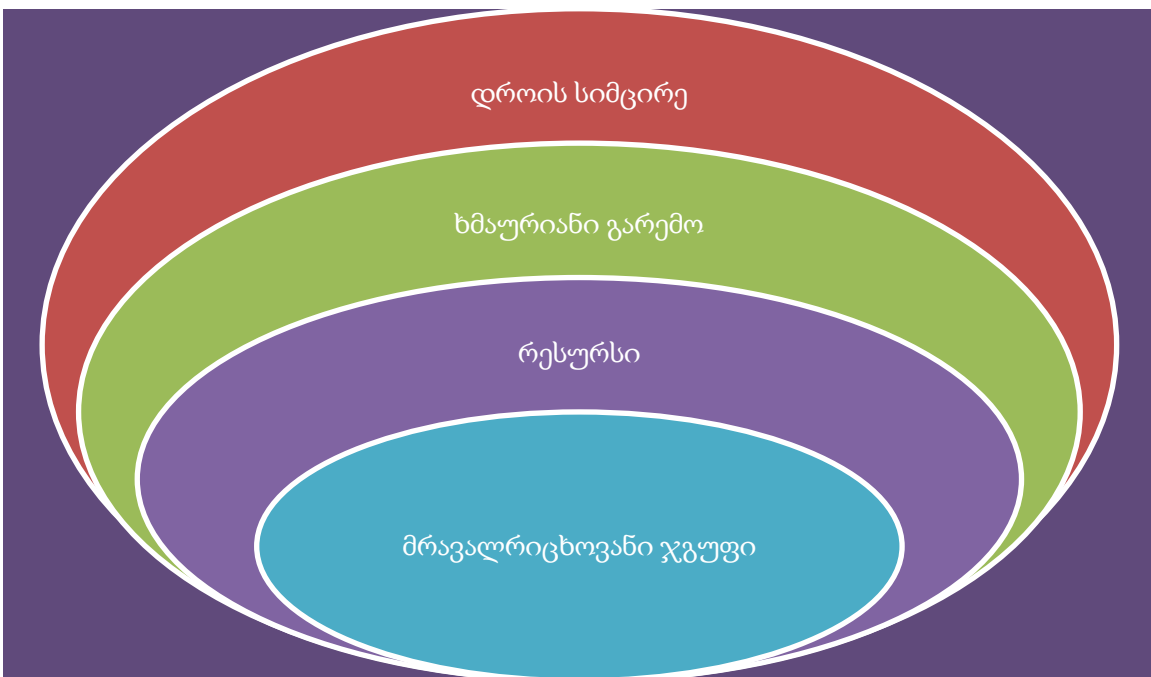 დროის სიმცირე
ხმაურიანი გარემო
რესურსი
მრავალრიცხოვანი ჯგუფი